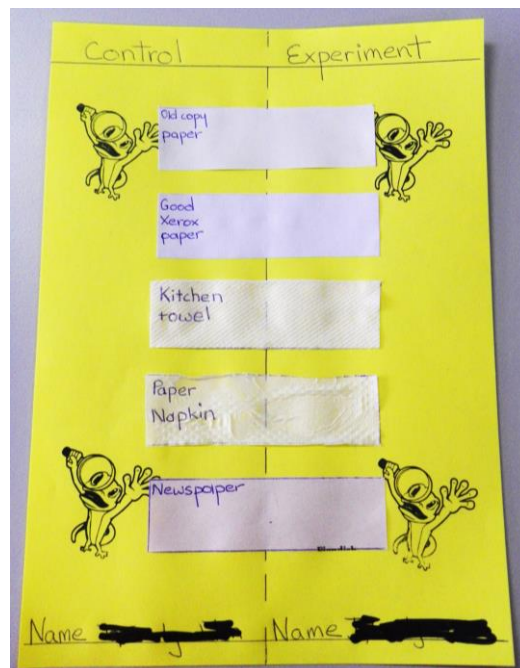 Control Experiment
Old copy
paper
Good
Xerox
paper
Kitchen
towel
Paper
Napkin
Newspaper
Name Name